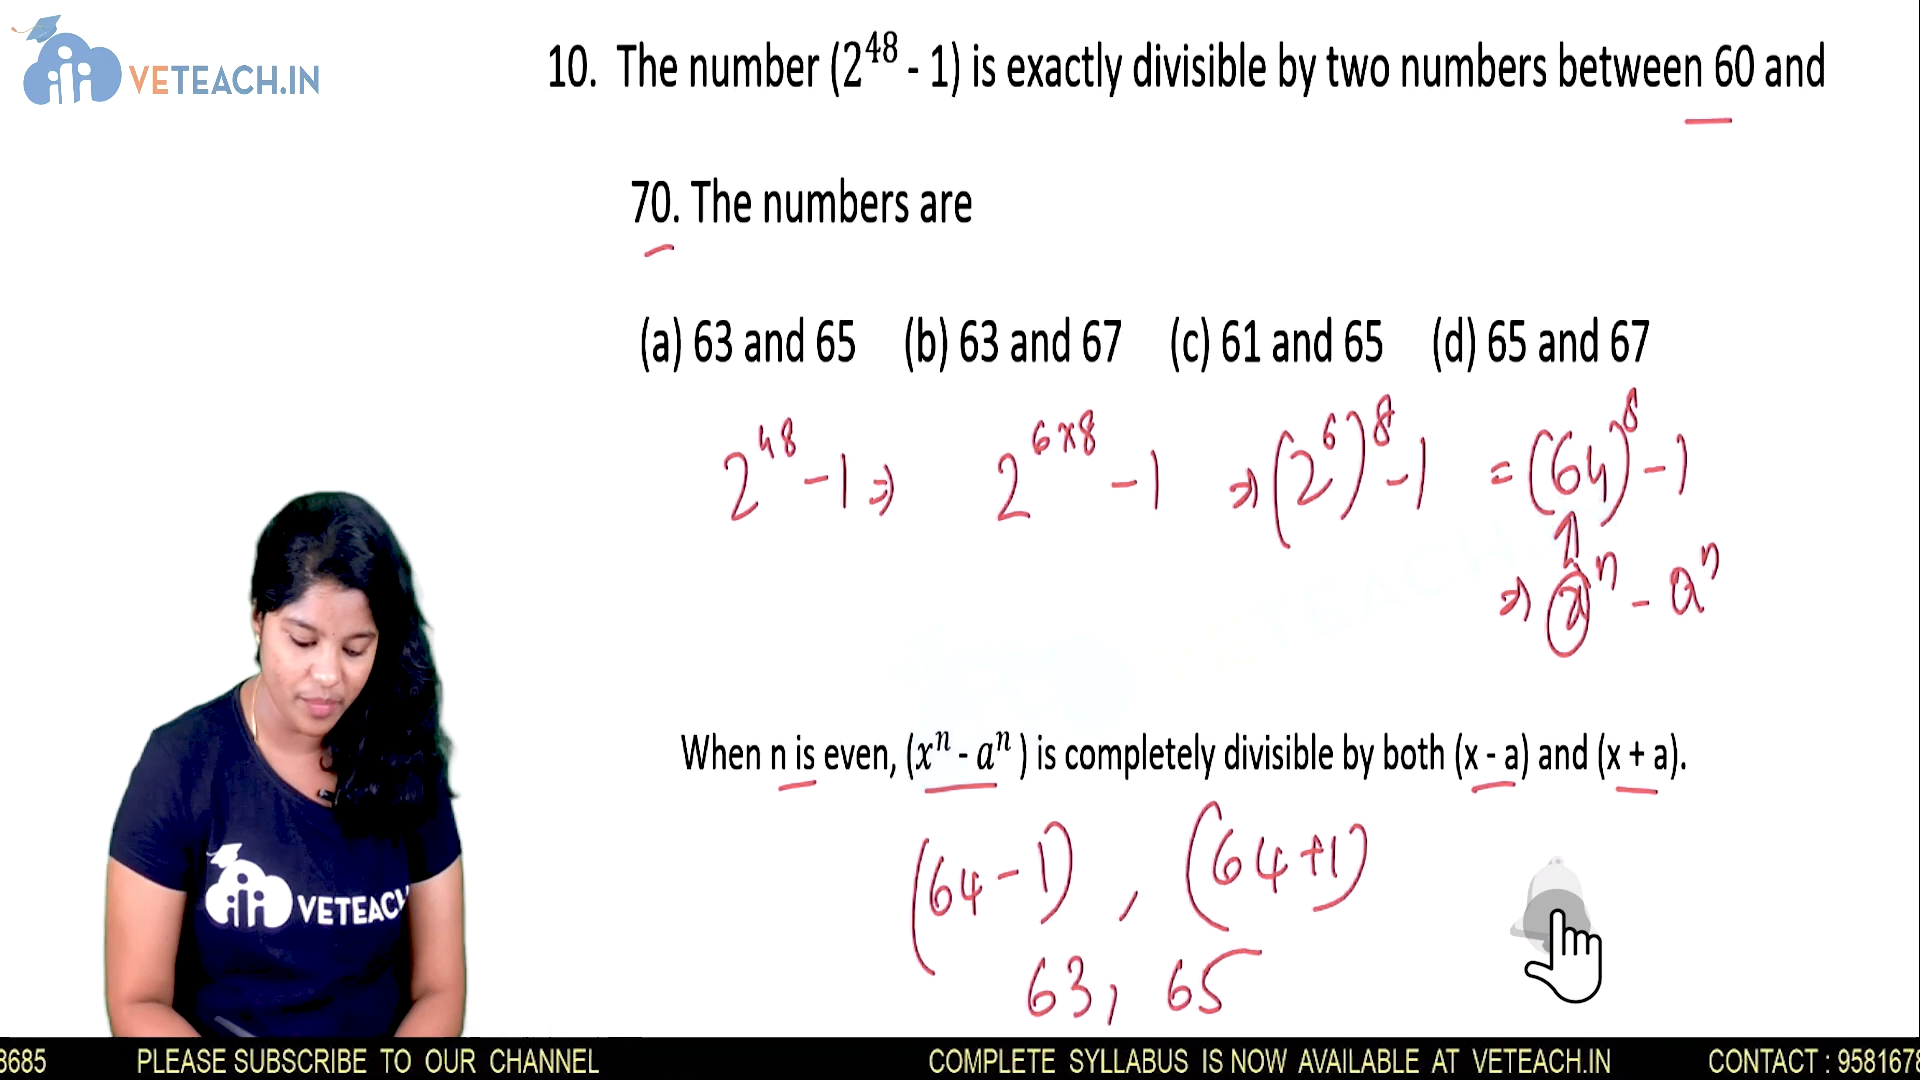 VETEACH.IN
10. The number (2^48 - 1) is exactly divisible by two numbers between 60 and
70. The numbers are
(a) 63 and 65 (b) 63 and 67 (c) 61 and 65 (d) 65 and 67
2^48 - 1 ⇒ 2^6×8 - 1 ⇒ (2^6)^8 - 1 = (64)^8 - 1
⇒ x^n - a^n
When n is even, (x^n - a^n ) is completely divisible by both (x - a) and (x + a).
(64 - 1) , (64 + 1)
63, 65
VETEACH
8685 PLEASE SUBSCRIBE TO OUR CHANNEL COMPLETE SYLLABUS IS NOW AVAILABLE AT VETEACH.IN CONTACT : 958167